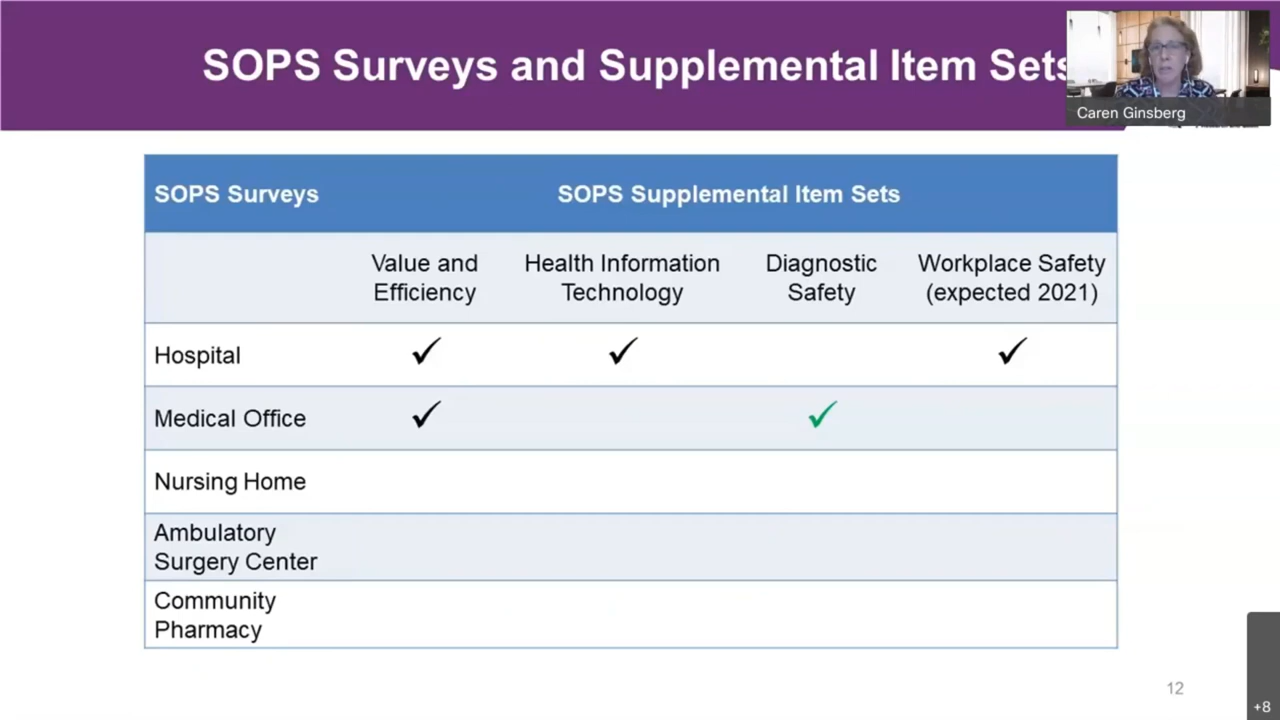 SOPS Surveys and Supplemental Item Sets
Caren Ginsberg
SOPS Surveys
SOPS Supplemental Item Sets
Value and
Efficiency
Health Information
Technology
Diagnostic
Safety
Workplace Safety
(expected 2021)
Hospital ✓ ✓ ✓
Medical Office ✓ ✓
Nursing Home
Ambulatory
Surgery Center
Community
Pharmacy
12
+8